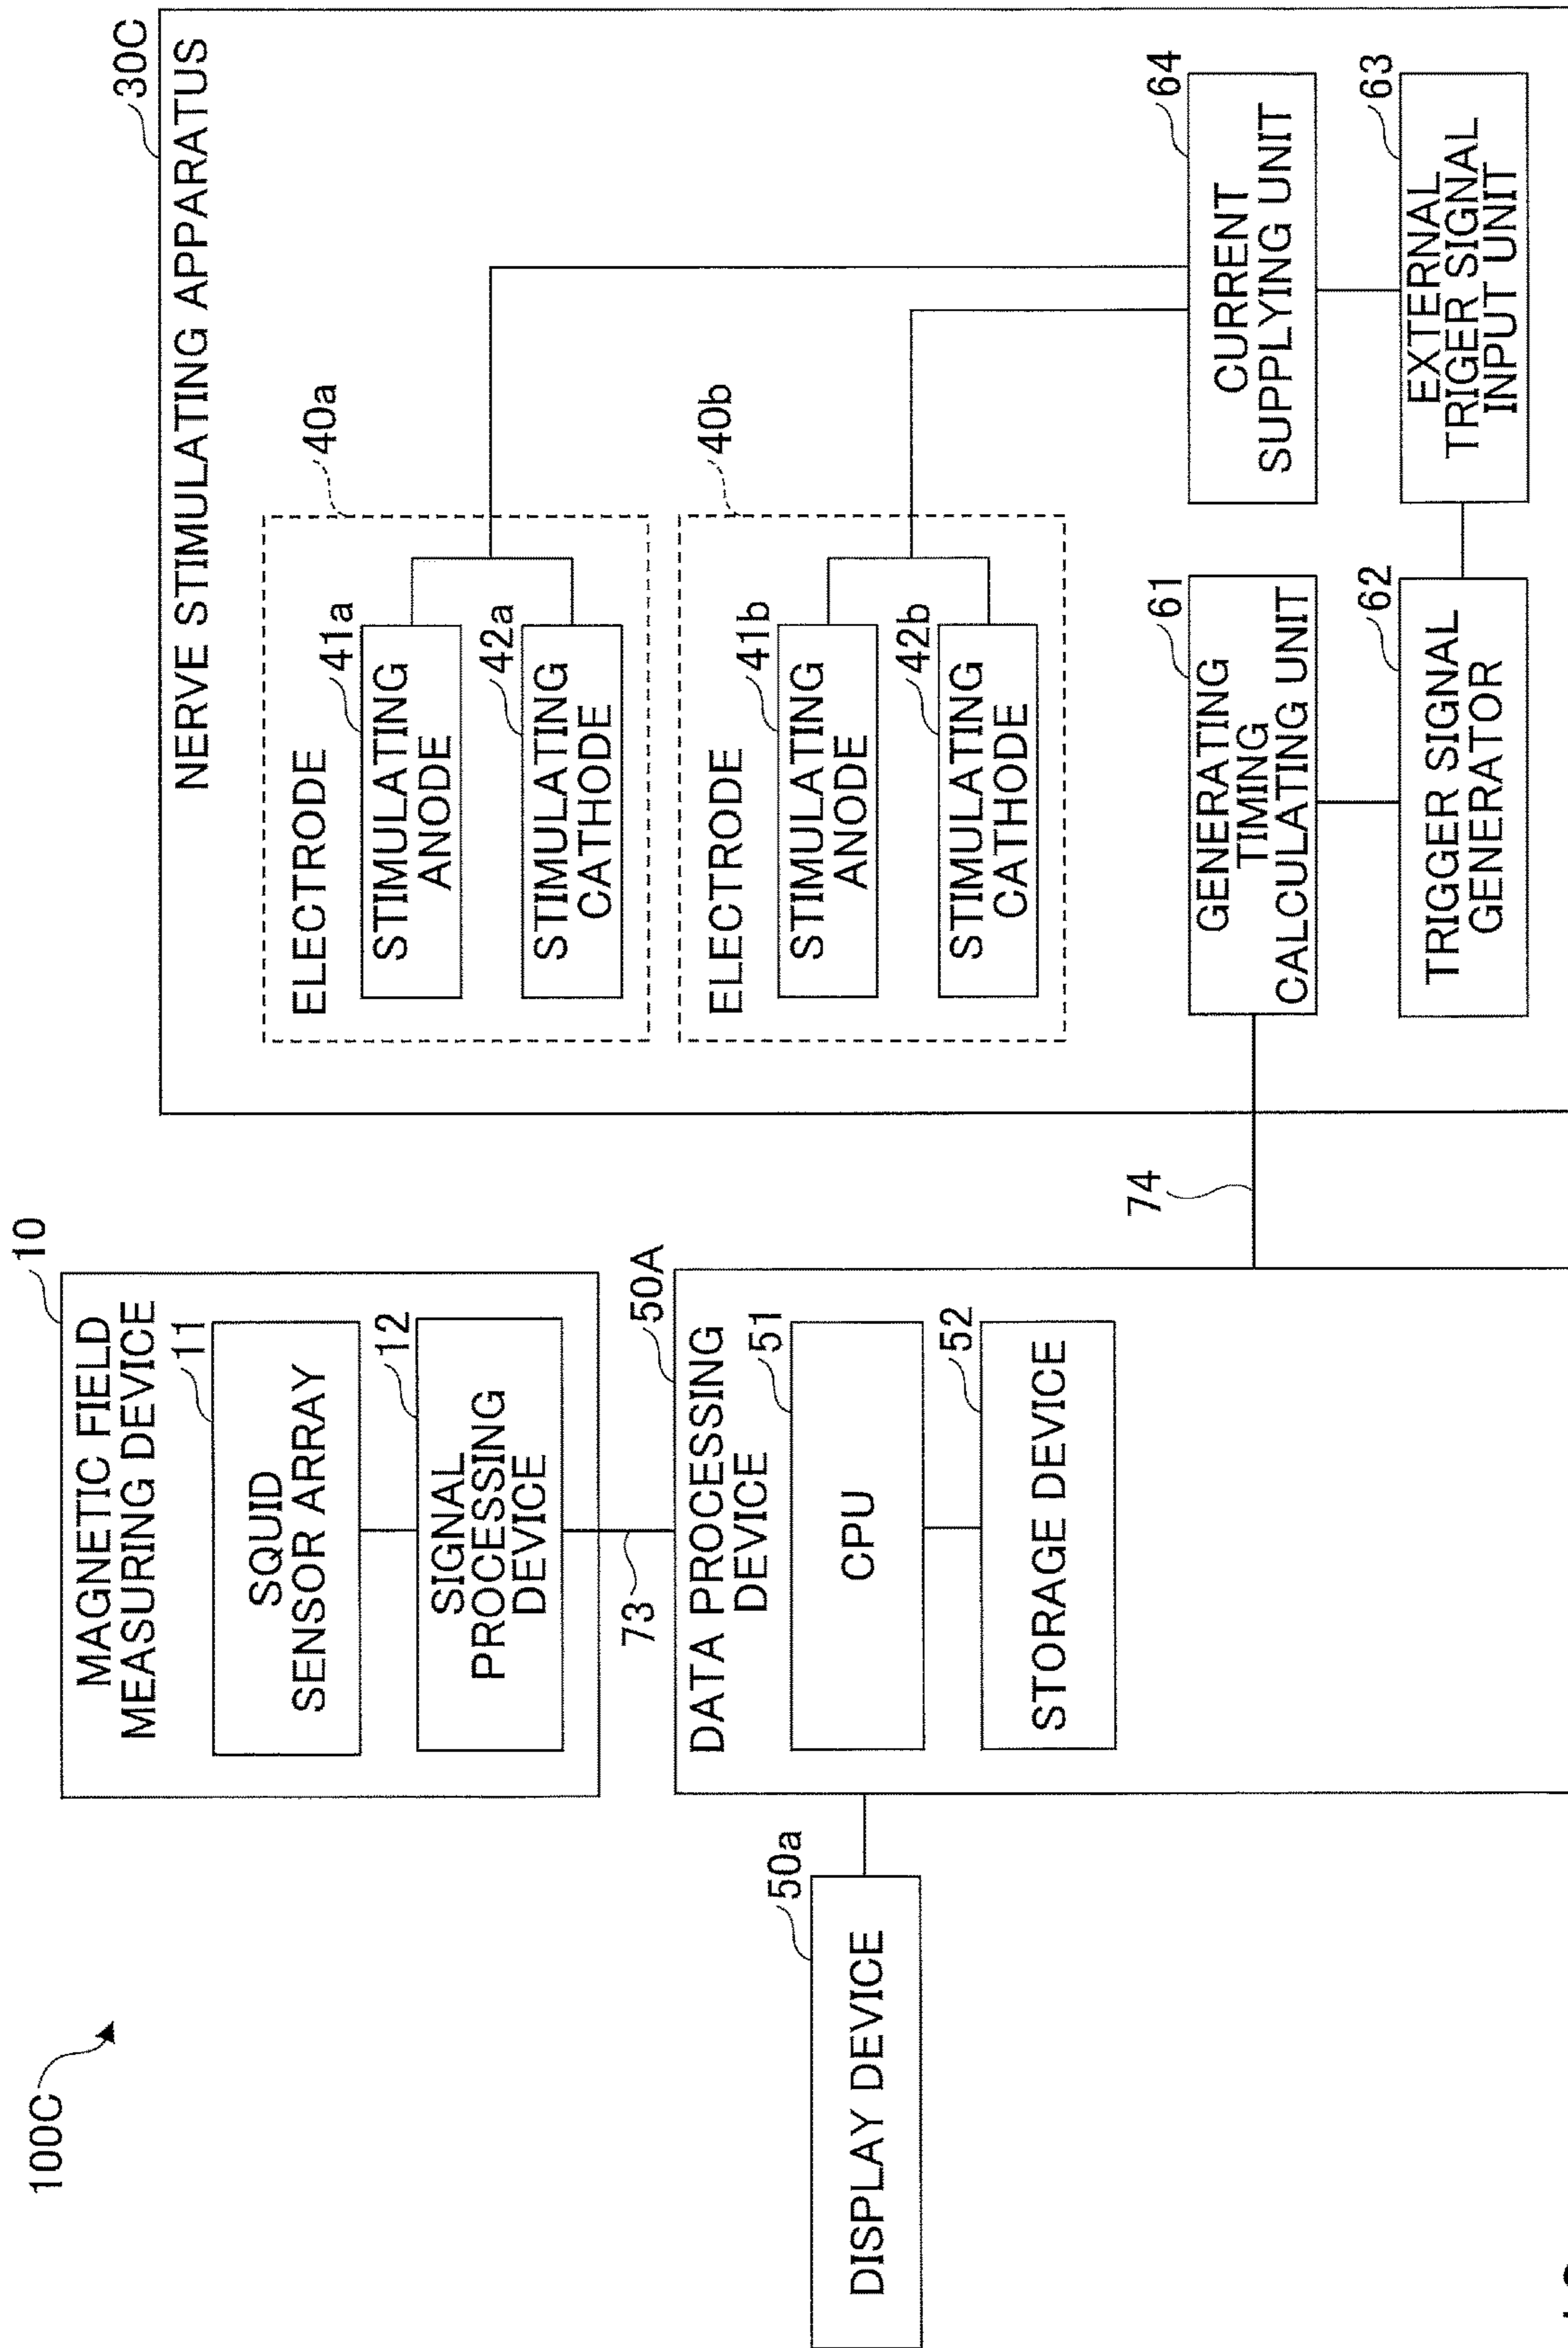 100C
10
MAGNETIC FIELD
MEASURING DEVICE
11
SQUID
SENSOR ARRAY
12
SIGNAL
PROCESSING
DEVICE
73
50A
DATA PROCESSING
DEVICE
51
CPU
52
STORAGE DEVICE
50a
DISPLAY DEVICE
74
30C
NERVE STIMULATING APPARATUS
40a
ELECTRODE
41a
STIMULATING
ANODE
42a
STIMULATING
CATHODE
40b
ELECTRODE
41b
STIMULATING
ANODE
42b
STIMULATING
CATHODE
61
GENERATING
TIMING
CALCULATING UNIT
64
CURRENT
SUPPLYING UNIT
62
TRIGGER SIGNAL
GENERATOR
63
EXTERNAL
TRIGER SIGNAL
INPUT UNIT